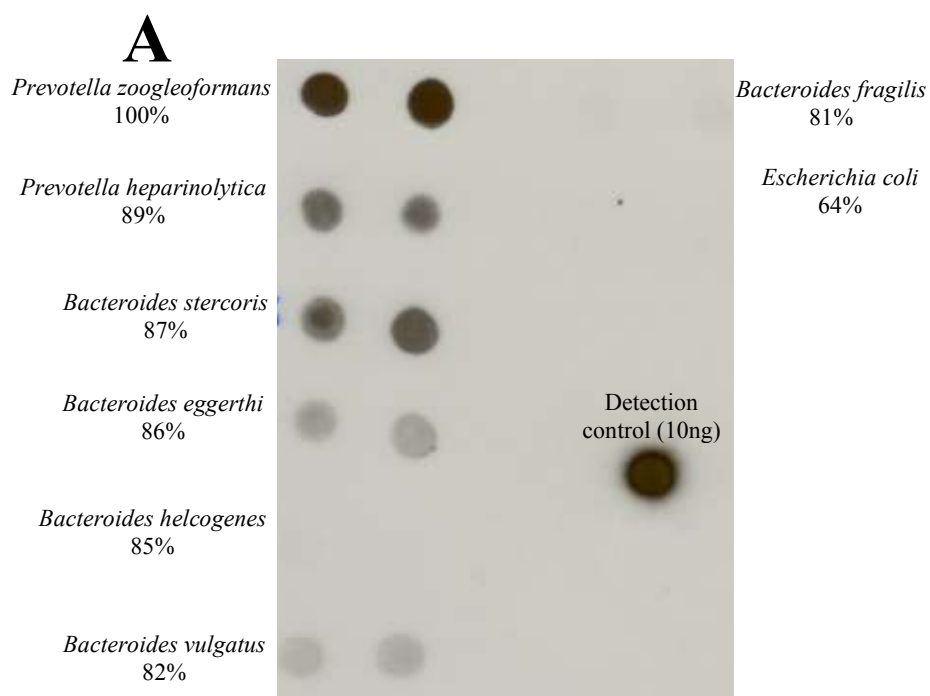 A
Prevotella zoogleoformans
100%
Prevotella heparinolytica
89%
Bacteroides stercoris
87%
Bacteroides eggerthi
86%
Bacteroides helcogenes
85%
Bacteroides vulgatus
82%
Bacteroides fragilis
81%
Escherichia coli
64%
Detection
control (10ng)